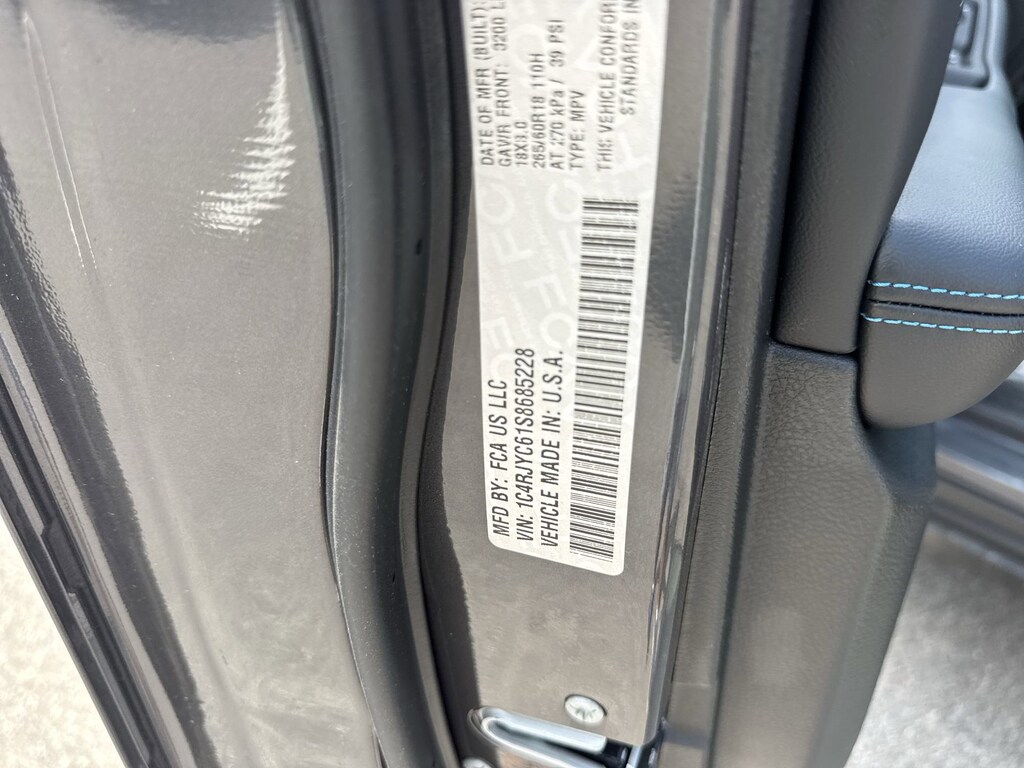 MFD BY: FCA US LLC
VIN: 1C4RJYC61S8685228
VEHICLE MADE IN: U.S.A.
DATE OF MFR (BUILT):
GAWR FRONT: 3200
18X8.0
265/60R18 110H
AT 270 kPa / 39 PSI
TYPE: MPV
THIS VEHICLE CONFOR
STANDARDS IN